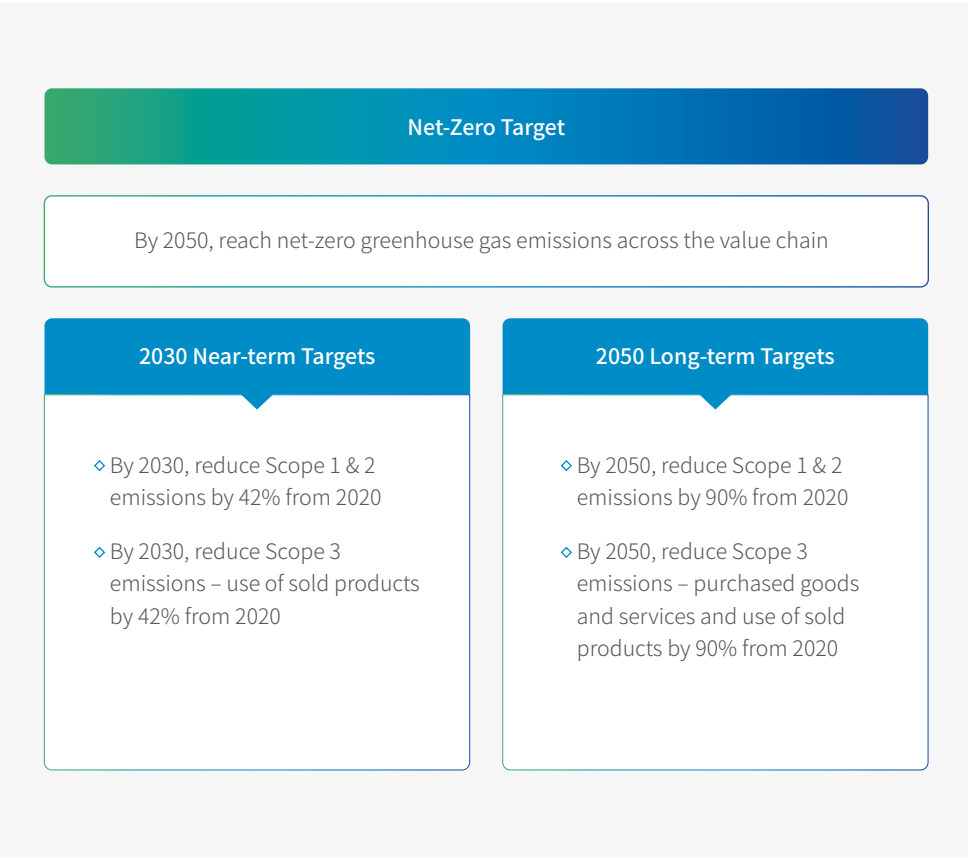 Net-Zero Target
By 2050, reach net-zero greenhouse gas emissions across the value chain
2030 Near-term Targets
By 2030, reduce Scope 1 & 2
emissions by 42% from 2020
By 2030, reduce Scope 3
emissions – use of sold products
by 42% from 2020
2050 Long-term Targets
By 2050, reduce Scope 1 & 2
emissions by 90% from 2020
By 2050, reduce Scope 3
emissions – purchased goods
and services and use of sold
products by 90% from 2020